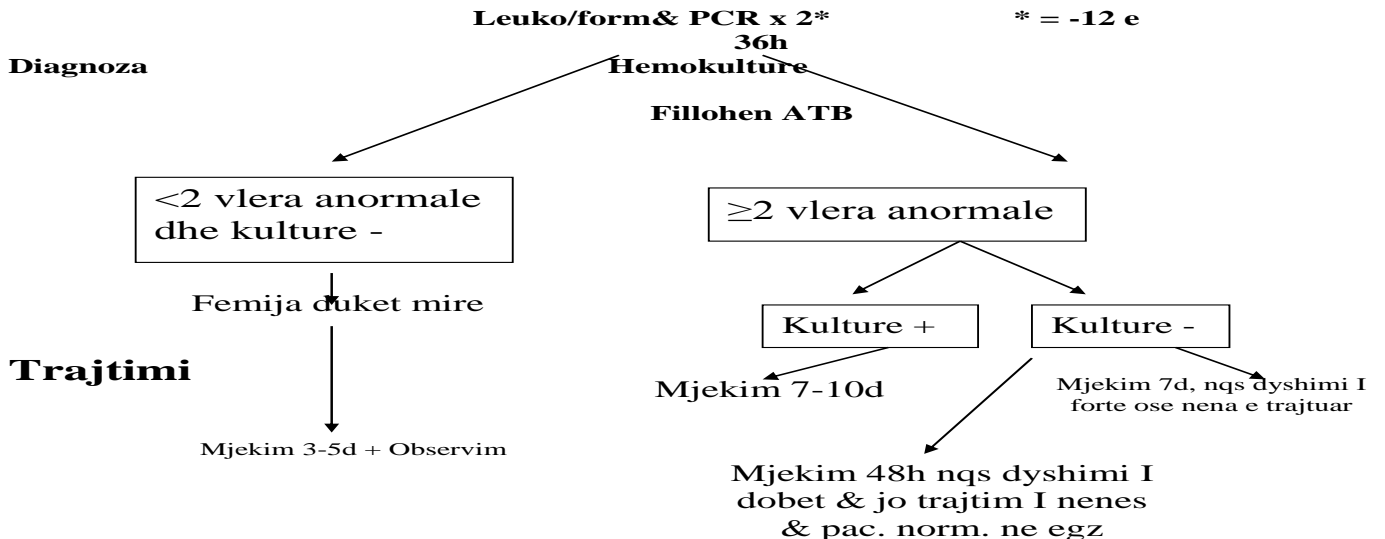 Leuko/form& PCR x 2* * = -12 e
36h
Diagnoza Hemokulture
Fillohen ATB
<2 vlera anormale
dhe kulture -
≥2 vlera anormale
Femija duket mire
Kulture +
Kulture -
Trajtimi
Mjekim 7-10d
Mjekim 7d, nqs dyshimi I
forte ose nena e trajtuar
Mjekim 3-5d + Observim
Mjekim 48h nqs dyshimi I
dobet & jo trajtim I nenes
& pac. norm. ne egz